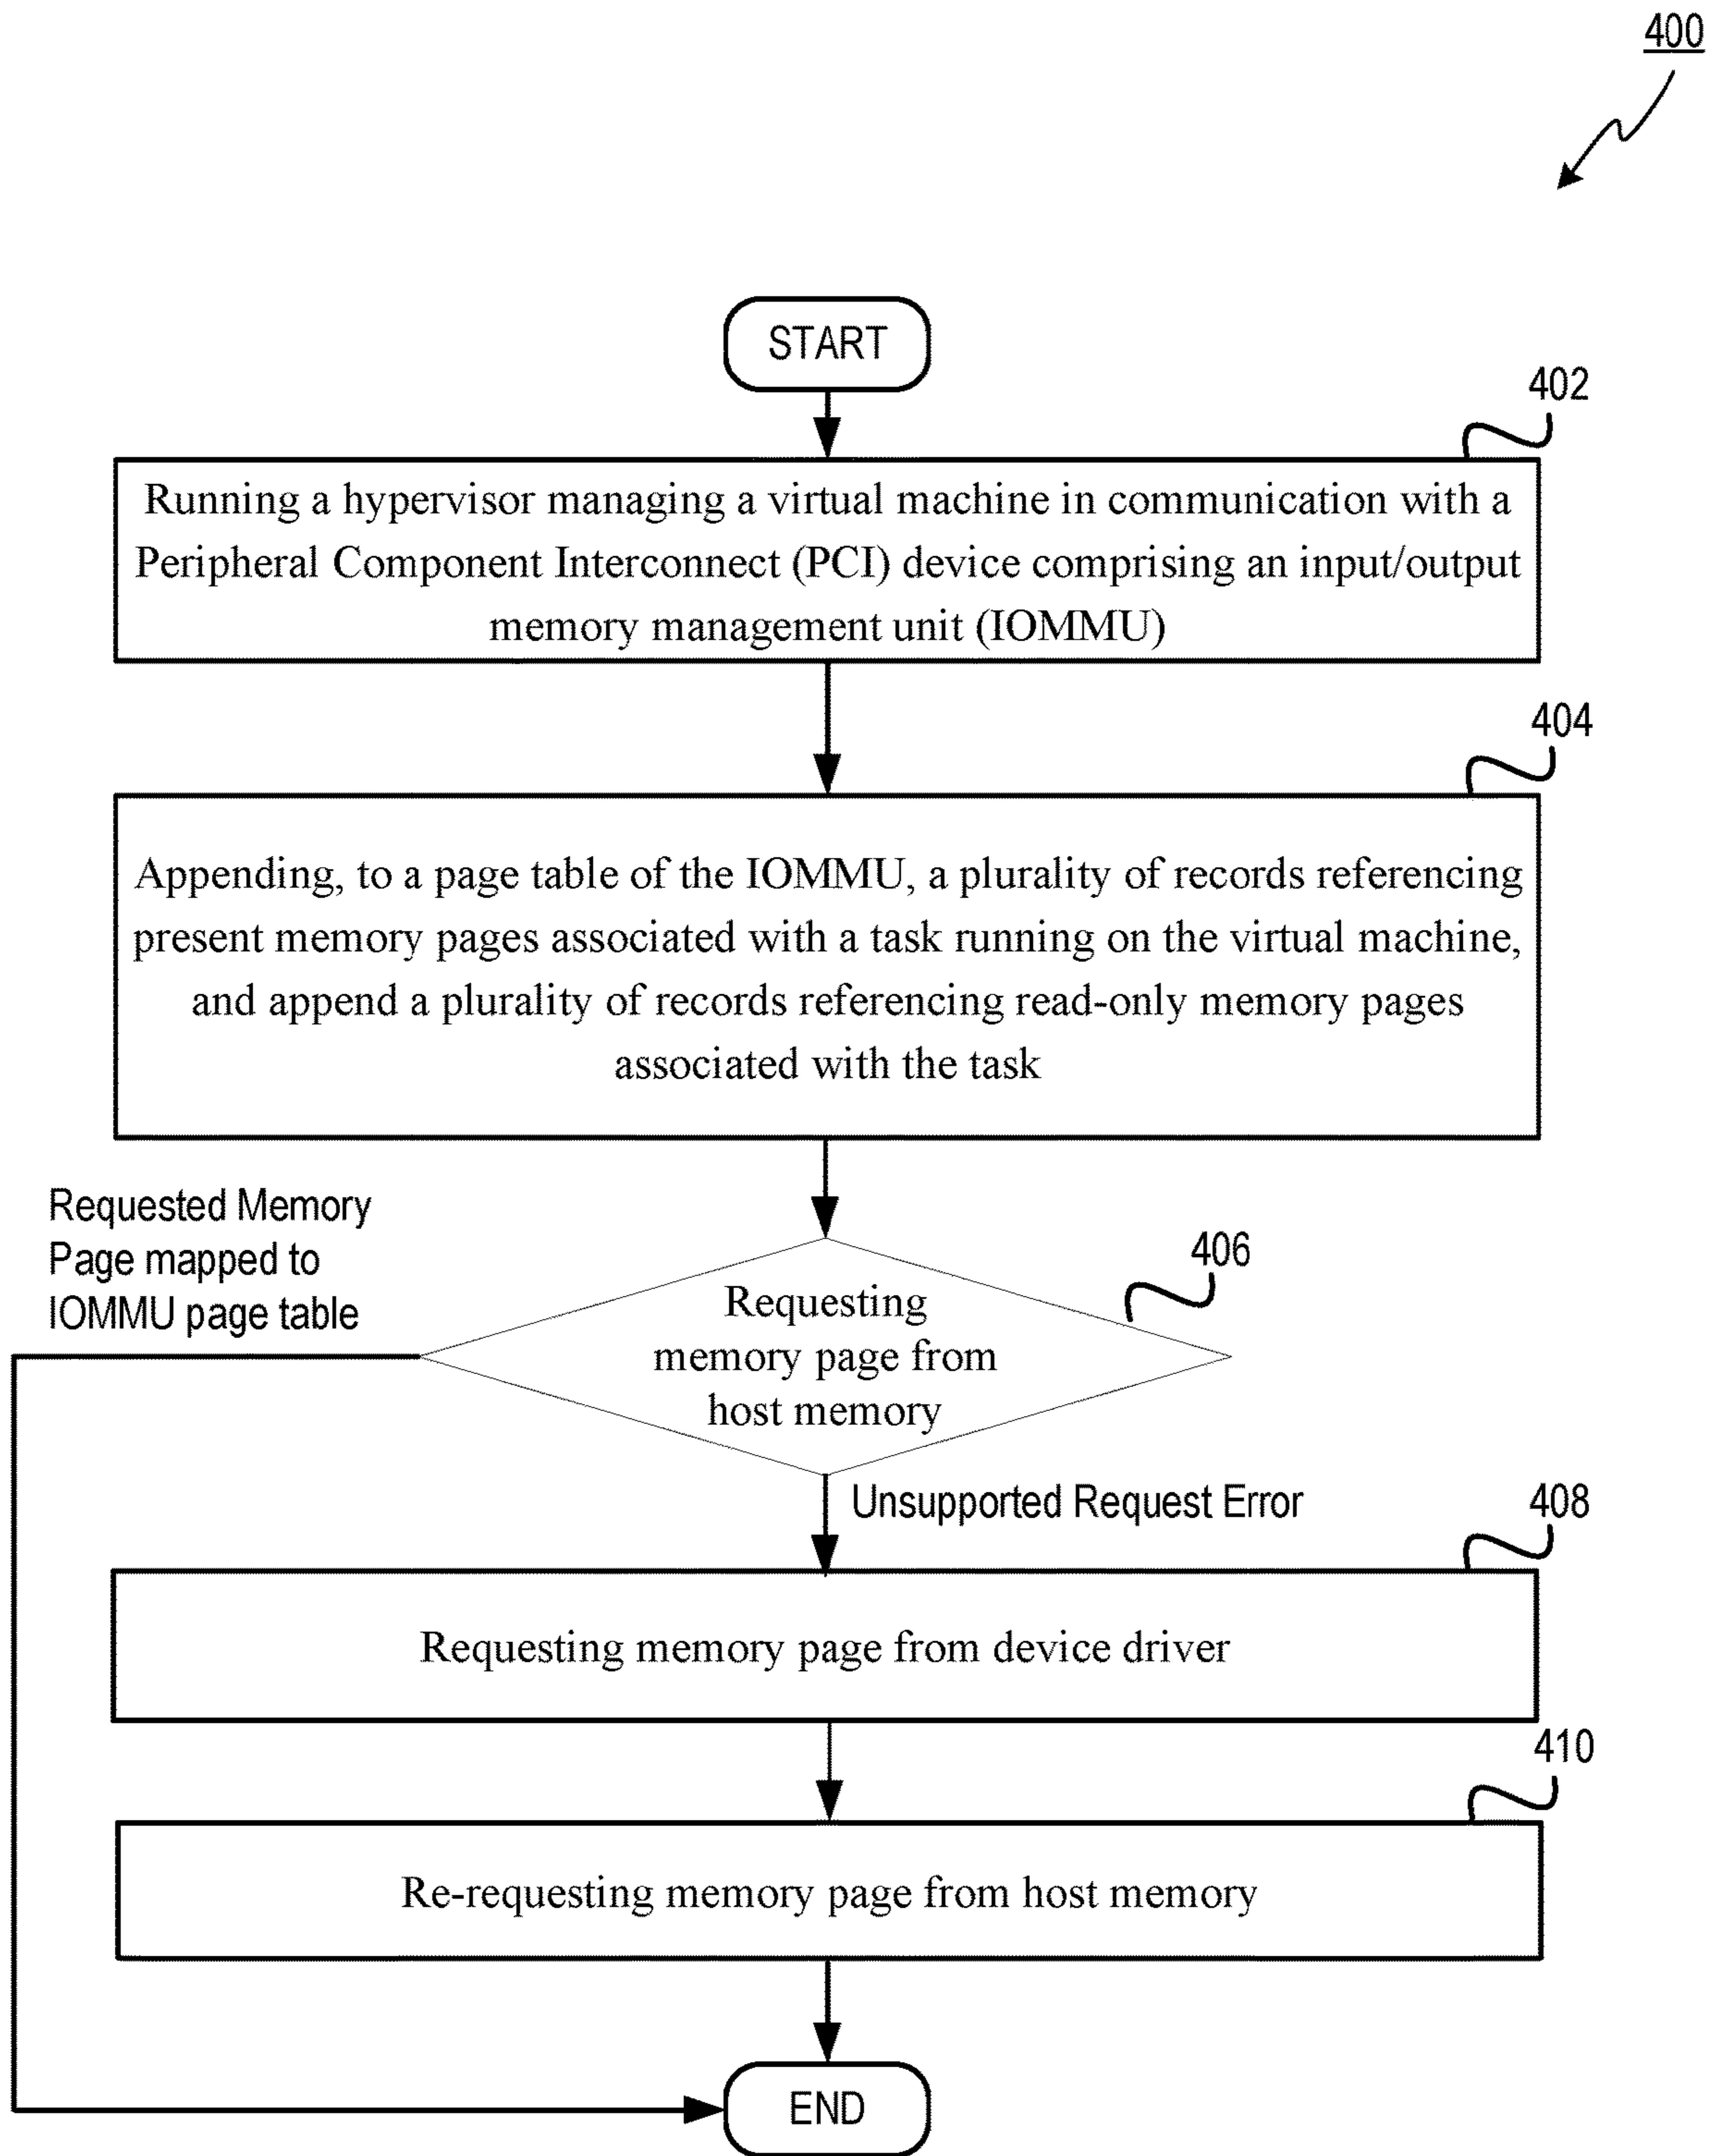 400
START
402
Running a hypervisor managing a virtual machine in communication with a
Peripheral Component Interconnect (PCI) device comprising an input/output
memory management unit (IOMMU)
404
Appending, to a page table of the IOMMU, a plurality of records referencing
present memory pages associated with a task running on the virtual machine,
and append a plurality of records referencing read-only memory pages
associated with the task
Requested Memory
Page mapped to
IOMMU page table
406
Requesting
memory page from
host memory
Unsupported Request Error
408
Requesting memory page from device driver
410
Re-requesting memory page from host memory
END